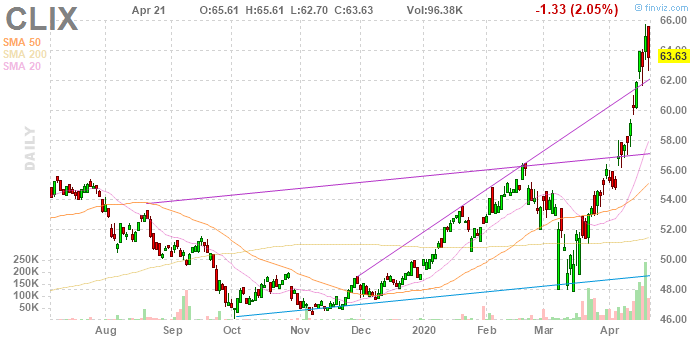 CLIX Apr 21 O:65.61 H:65.61 L:62.70 C:63.63 Vol:96.38K -1.33 (2.05%) © finviz.com
SMA 50
SMA 200
SMA 20
DAILY
66.00
64.00
63.63
62.00
60.00
58.00
56.00
54.00
52.00
50.00
48.00
46.00
250K
200K
150K
100K
50K
Aug Sep Oct Nov Dec 2020 Feb Mar Apr